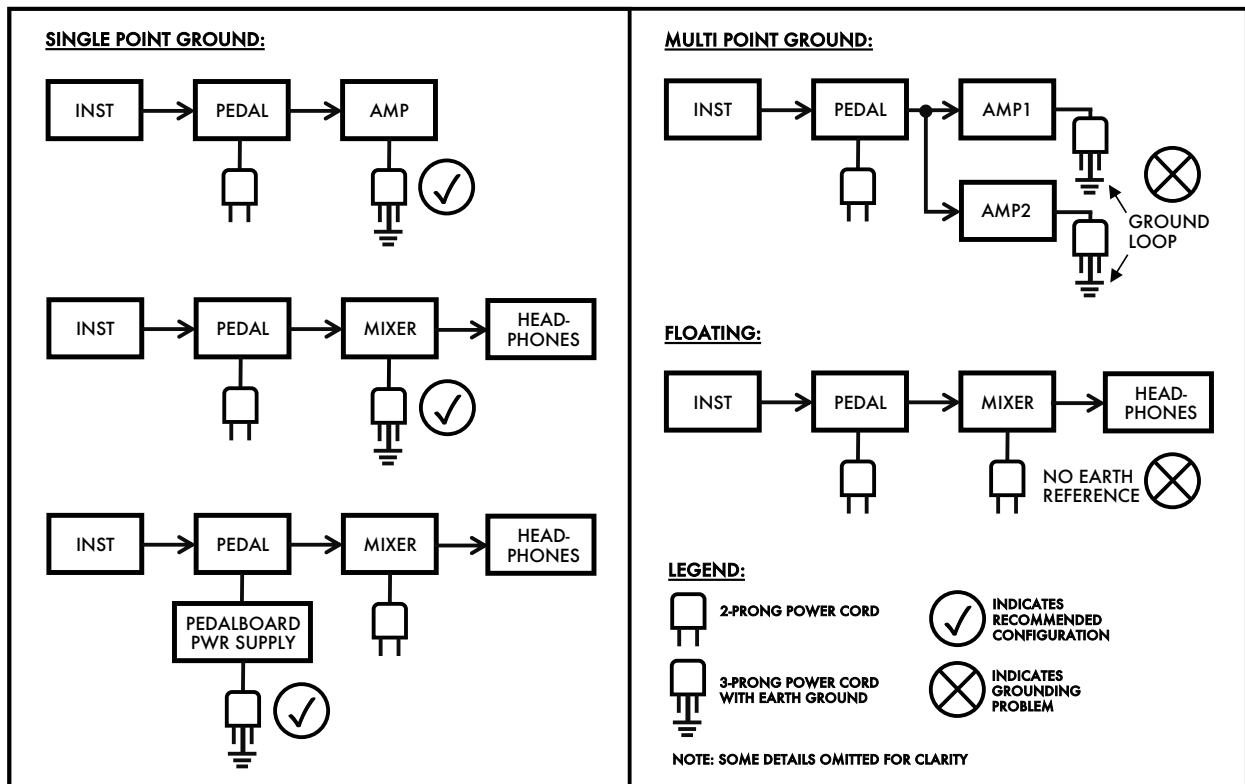 SINGLE POINT GROUND:
INST
PEDAL
AMP
INST
PEDAL
MIXER
HEAD-
PHONES
INST
PEDAL
MIXER
HEAD-
PHONES
PEDALBOARD
PWR SUPPLY
MULTI POINT GROUND:
INST
PEDAL
AMP1
AMP2
GROUND
LOOP
FLOATING:
INST
PEDAL
MIXER
HEAD-
PHONES
NO EARTH
REFERENCE
LEGEND:
2-PRONG POWER CORD
INDICATES
RECOMMENDED
CONFIGURATION
3-PRONG POWER CORD
WITH EARTH GROUND
INDICATES
GROUNDING
PROBLEM
NOTE: SOME DETAILS OMITTED FOR CLARITY